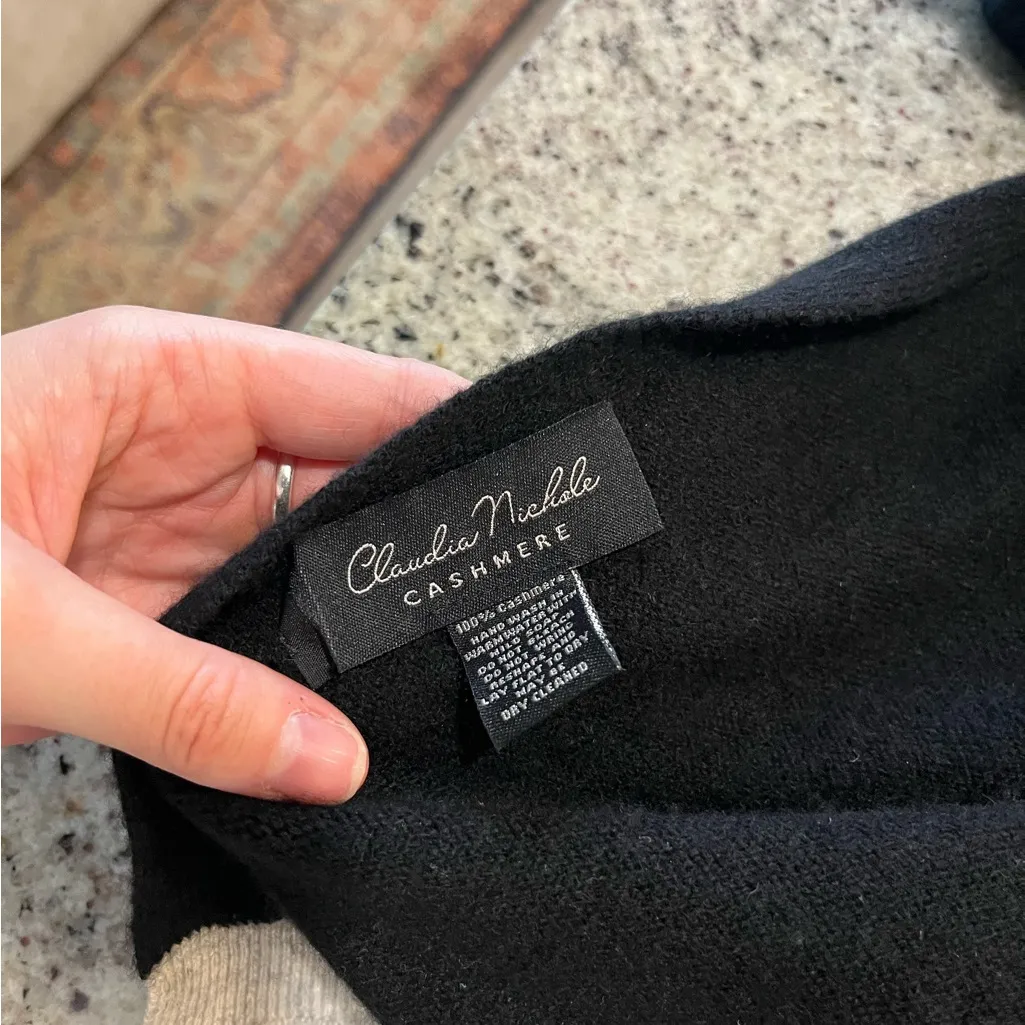 Claudia Nichole
CASHMERE
100% Cashmere
HAND WASH IN
WARM WATER WITH
MILD SOAP
DO NOT BLEACH
DO NOT WRING
RESHAPE AND
LAY FLAT TO DRY
MAY BE
DRY CLEANED